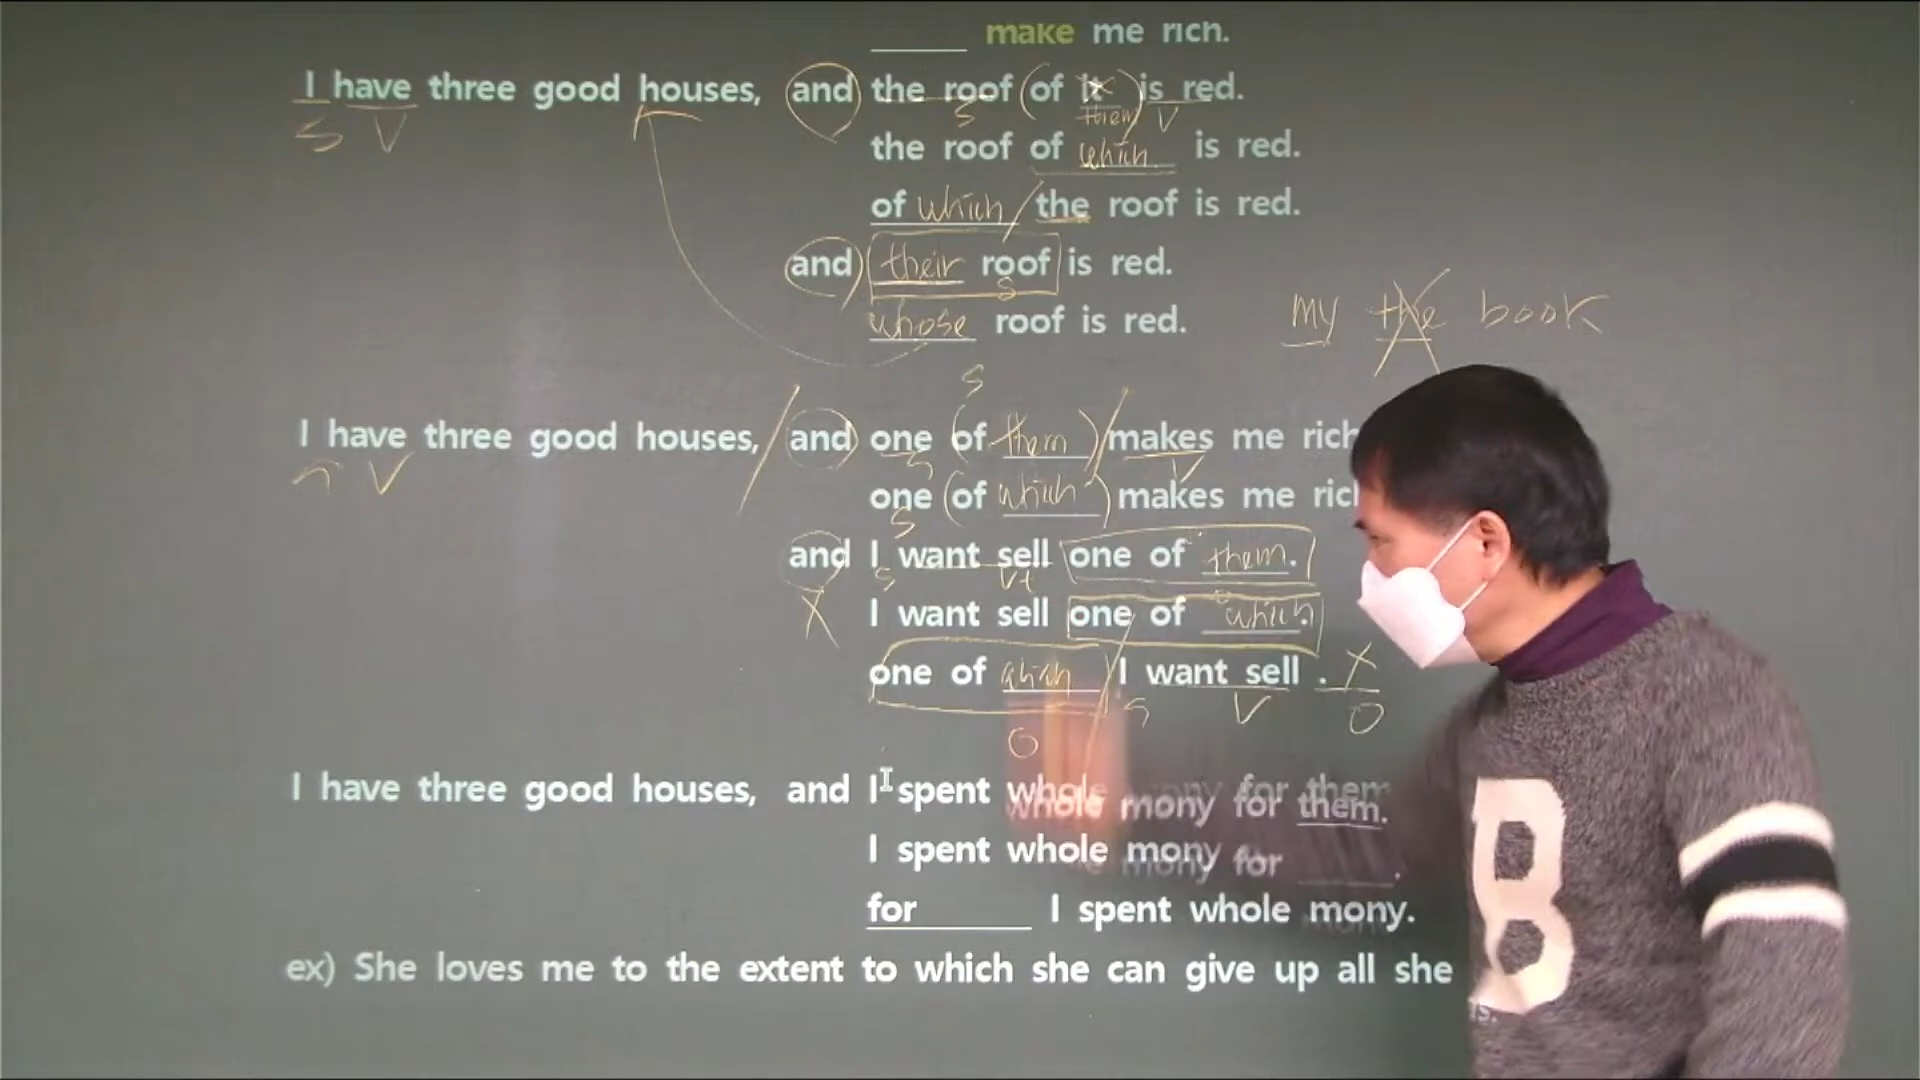 make me rich.
I have three good houses, and the roof of it is red.
S V S them V
the roof of which is red.
of which / the roof is red.
and their roof is red.
S
whose roof is red.
my the book
S
I have three good houses, / and one of them / makes me rich
V S V
one of which makes me rich
S
and I want sell one of them.
S Vt
X I want sell one of which.
one of which / I want sell . X
O S V O
I have three good houses, and I spent whole mony for them.
I spent whole mony for ____.
for ____ I spent whole mony.
ex) She loves me to the extent to which she can give up all she
B